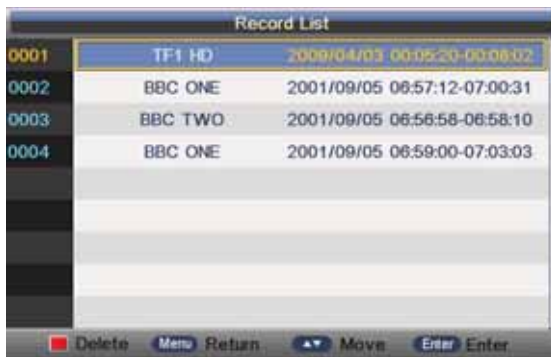 Record List
0001 TF1 HD 2009/04/03 00:05:20-00:08:02
0002 BBC ONE 2001/09/05 06:57:12-07:00:31
0003 BBC TWO 2001/09/05 06:56:58-06:58:10
0004 BBC ONE 2001/09/05 06:59:00-07:03:03
Delete Menu Return Move Enter Enter